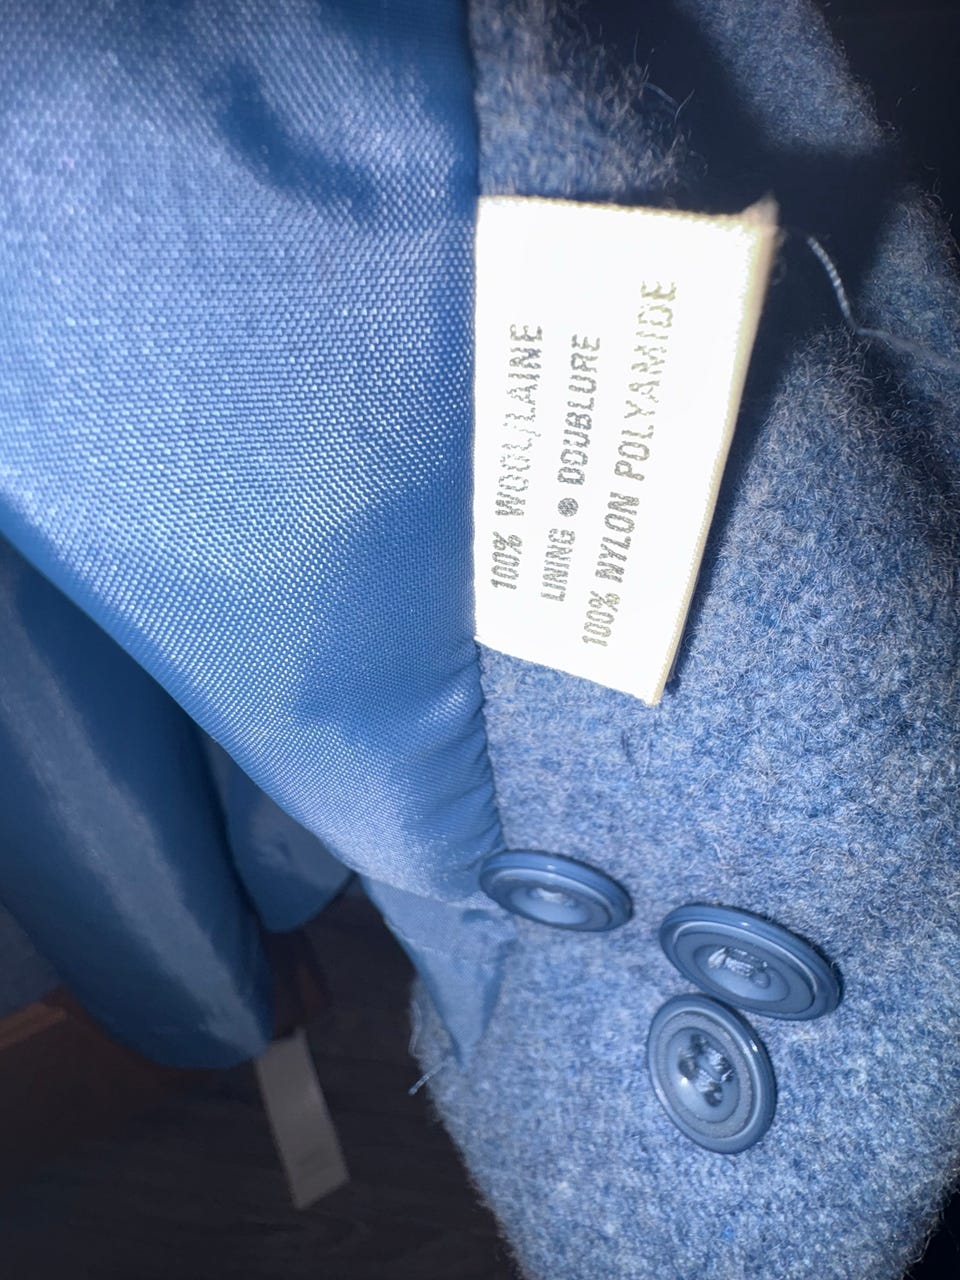 100% WOOL/LAINE
LINING ● DOUBLURE
100% NYLON POLYAMIDE